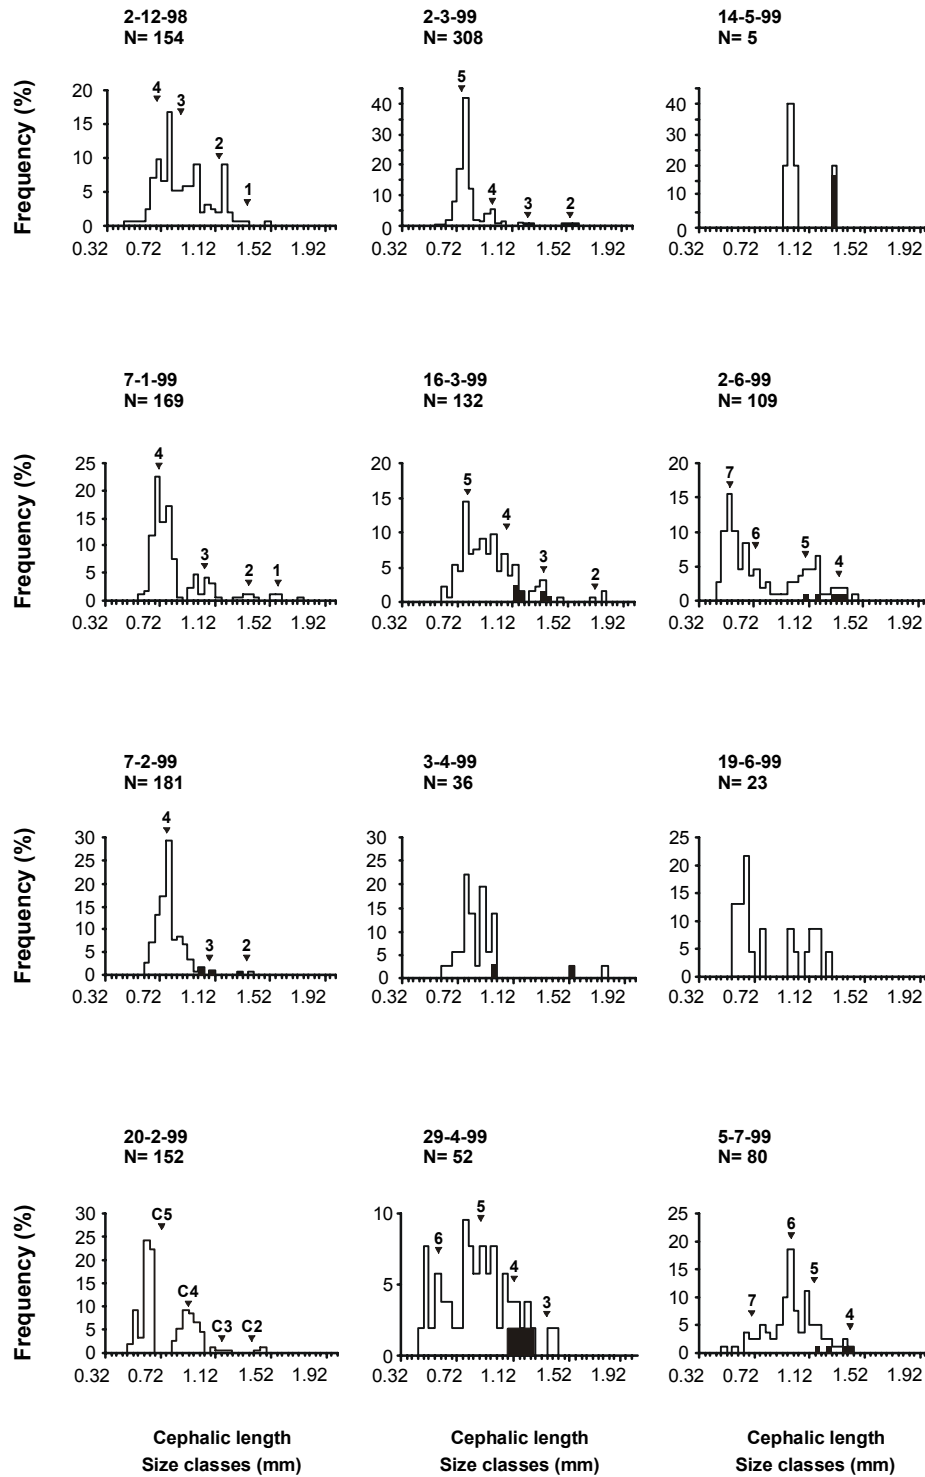 2-12-98
N= 154
Frequency (%)
20
15
10
5
0
4
3
2
1
0.32 0.72 1.12 1.52 1.92
2-3-99
N= 308
40
30
20
10
0
5
4
3
2
0.32 0.72 1.12 1.52 1.92
14-5-99
N= 5
40
30
20
10
0
0.32 0.72 1.12 1.52 1.92
7-1-99
N= 169
Frequency (%)
25
20
15
10
5
0
4
3
2
1
0.32 0.72 1.12 1.52 1.92
16-3-99
N= 132
20
15
10
5
0
5
4
3
2
0.32 0.72 1.12 1.52 1.92
2-6-99
N= 109
20
15
10
5
0
7
6
5
4
0.32 0.72 1.12 1.52 1.92
7-2-99
N= 181
Frequency (%)
30
25
20
15
10
5
0
4
3
2
0.32 0.72 1.12 1.52 1.92
3-4-99
N= 36
30
25
20
15
10
5
0
0.32 0.72 1.12 1.52 1.92
19-6-99
N= 23
25
20
15
10
5
0
0.32 0.72 1.12 1.52 1.92
20-2-99
N= 152
Frequency (%)
30
25
20
15
10
5
0
C5
C4
C3
C2
0.32 0.72 1.12 1.52 1.92
29-4-99
N= 52
10
5
0
6
5
4
3
0.32 0.72 1.12 1.52 1.92
5-7-99
N= 80
25
20
15
10
5
0
7
6
5
4
0.32 0.72 1.12 1.52 1.92
Cephalic length
Size classes (mm)
Cephalic length
Size classes (mm)
Cephalic length
Size classes (mm)